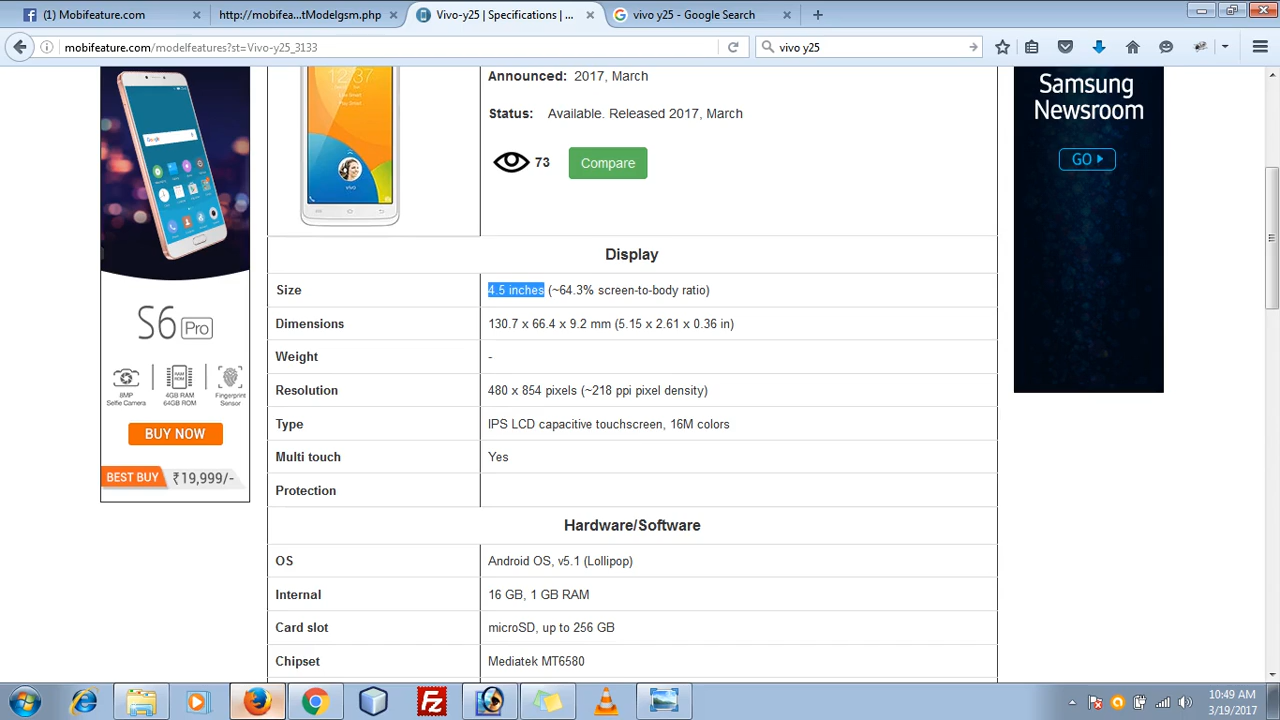 (1) Mobifeature.com
http://mobifea...tModelgsm.php
Vivo-y25 | Specifications | ...
vivo y25 - Google Search
mobifeature.com/modelfeatures?st=Vivo-y25_3133
vivo y25
Announced: 2017, March
Status: Available. Released 2017, March
73
Compare
Display
Size 4.5 inches (~64.3% screen-to-body ratio)
Dimensions 130.7 x 66.4 x 9.2 mm (5.15 x 2.61 x 0.36 in)
Weight -
Resolution 480 x 854 pixels (~218 ppi pixel density)
Type IPS LCD capacitive touchscreen, 16M colors
Multi touch Yes
Protection
Hardware/Software
OS Android OS, v5.1 (Lollipop)
Internal 16 GB, 1 GB RAM
Card slot microSD, up to 256 GB
Chipset Mediatek MT6580
S6 Pro
8MP
Selfie Camera
RAM
ROM
4GB RAM
64GB ROM
Fingerprint
Sensor
BUY NOW
BEST BUY ₹19,999/-
Samsung
Newsroom
GO
vivo
10:49 AM
3/19/2017